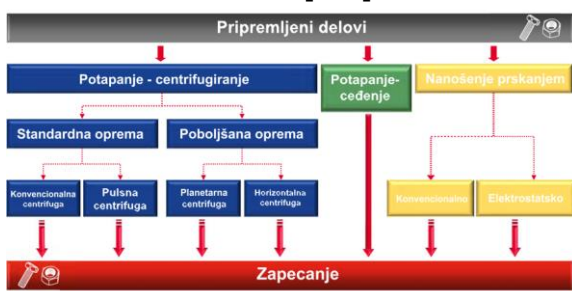 Pripremljeni delovi
Potapanje - centrifugiranje
Potapanje-
ceđenje
Nanošenje prskanjem
Standardna oprema
Poboljšana oprema
Konvencionalna
centrifuga
Pulsna
centrifuga
Planetarna
centrifuga
Horizontalna
centrifuga
Konvencionalno
Elektrostatsko
Zapecanje